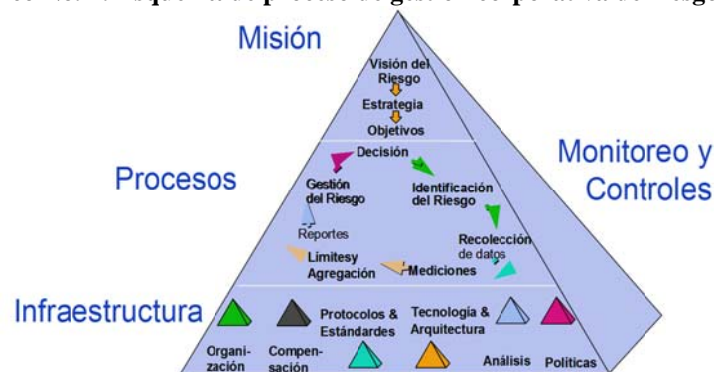 Misión
Visión del
Riesgo
Estrategia
Objetivos
Monitoreo y
Controles
Procesos
Decisión
Identificación
del Riesgo
Recolección
de datos
Mediciones
Límitesy
Agregación
Reportes
Gestión
del Riesgo
Infraestructura
Organi-
zación
Compen-
sación
Protocolos &
Estándardes
Tecnología &
Arquitectura
Análisis
Políticas